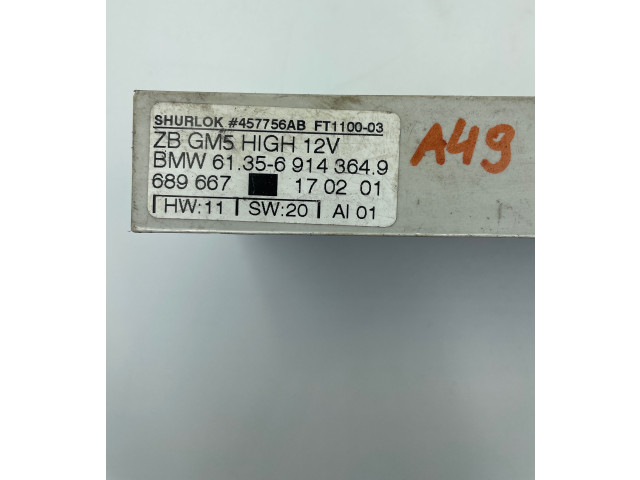 SHURLOK #457756AB FT1100-03
ZB GM5 HIGH 12V
BMW 61.35-6 914 364.9
689 667 17 02 01
HW:11 SW:20 AI 01
A49